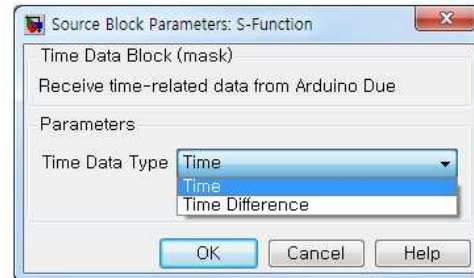 Source Block Parameters: S-Function
Time Data Block (mask)
Receive time-related data from Arduino Due
Parameters
Time Data Type Time
Time
Time Difference
OK Cancel Help